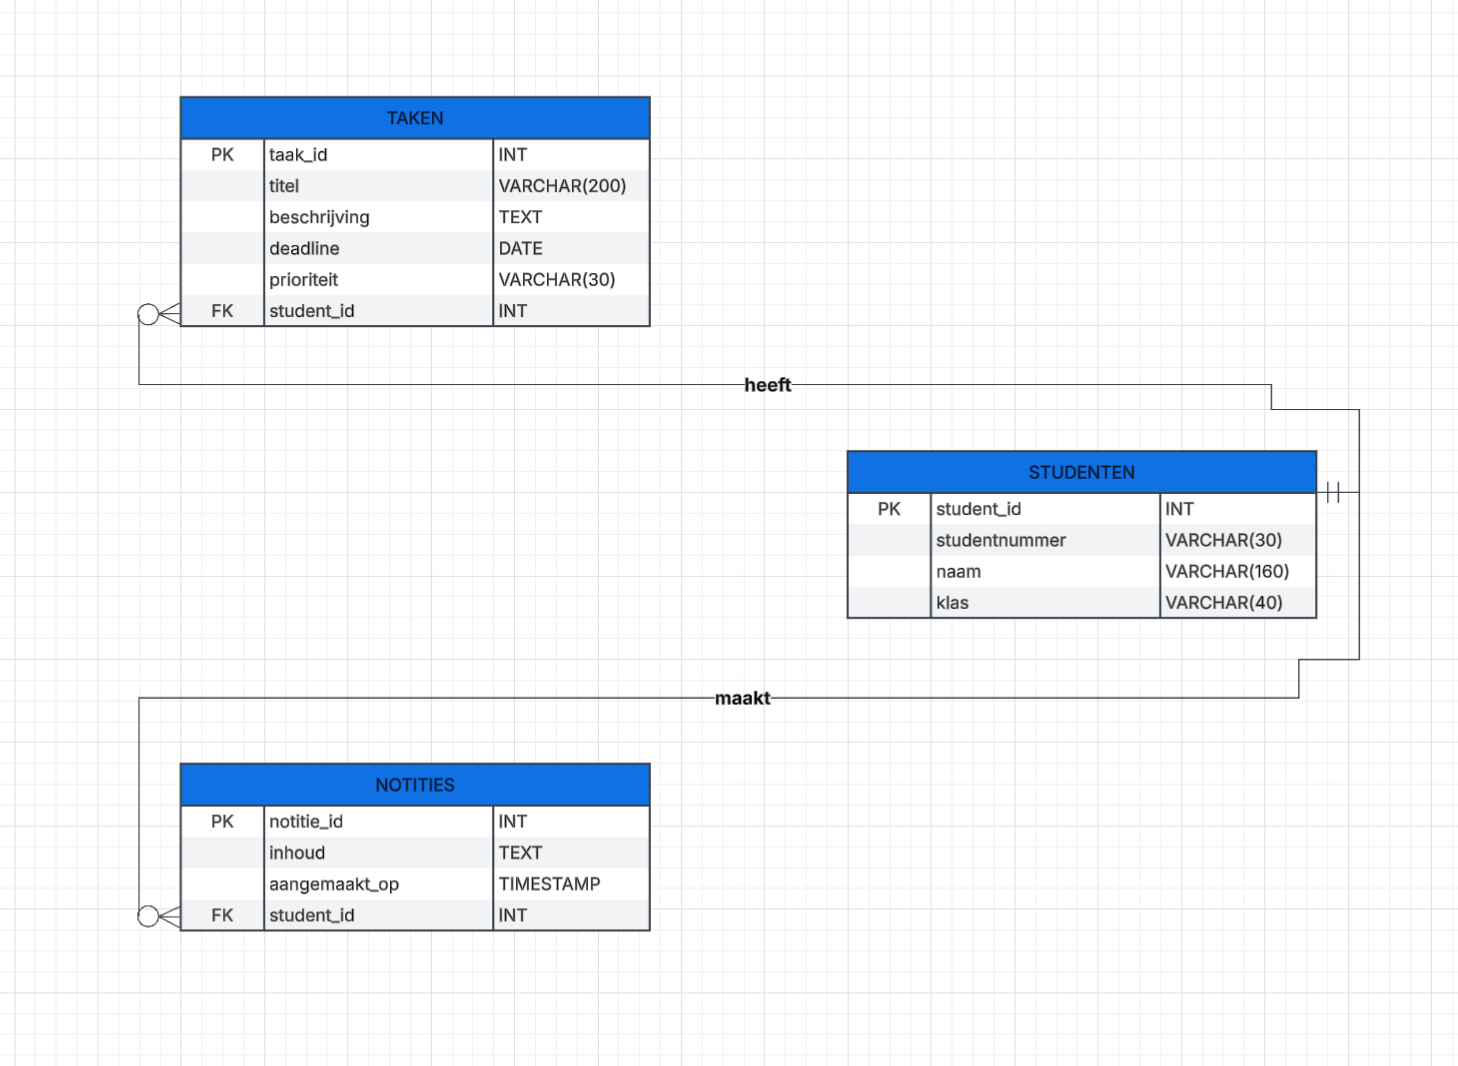 TAKEN
PK taak_id INT
titel VARCHAR(200)
beschrijving TEXT
deadline DATE
prioriteit VARCHAR(30)
FK student_id INT
heeft
STUDENTEN
PK student_id INT
studentnummer VARCHAR(30)
naam VARCHAR(160)
klas VARCHAR(40)
maakt
NOTITIES
PK notitie_id INT
inhoud TEXT
aangemaakt_op TIMESTAMP
FK student_id INT